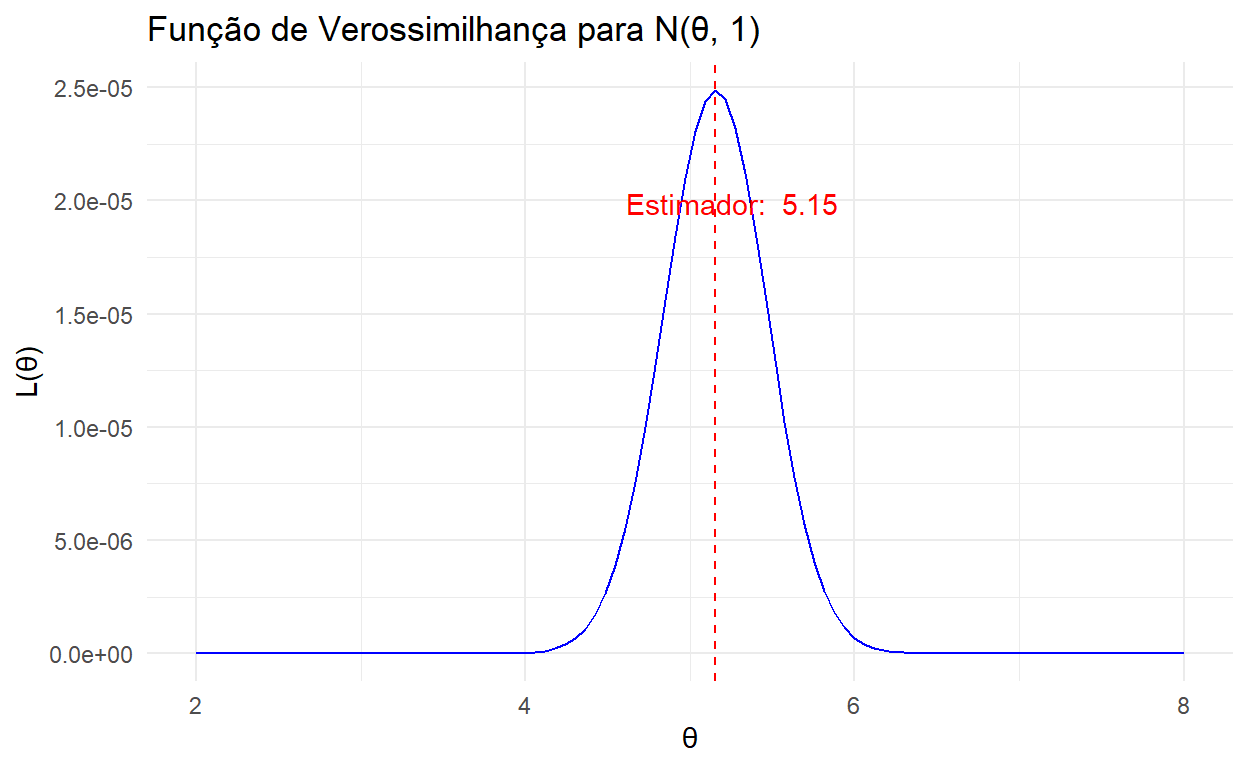 Função de Verossimilhança para N(θ, 1)
2.5e-05
2.0e-05
1.5e-05
1.0e-05
5.0e-06
0.0e+00
L(θ)
Estimador:  5.15
2 4 6 8
θ